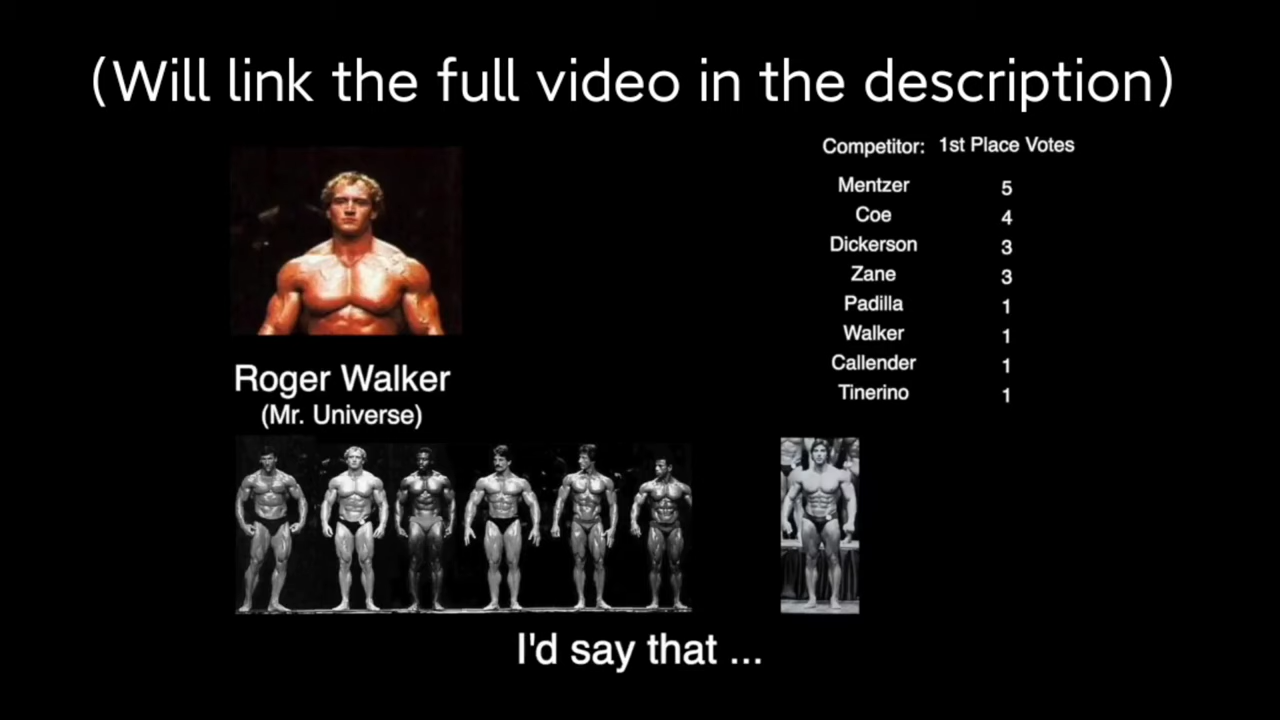 (Will link the full video in the description)
Competitor: 1st Place Votes
Mentzer 5
Coe 4
Dickerson 3
Zane 3
Padilla 1
Walker 1
Callender 1
Tinerino 1
Roger Walker
(Mr. Universe)
I'd say that ...